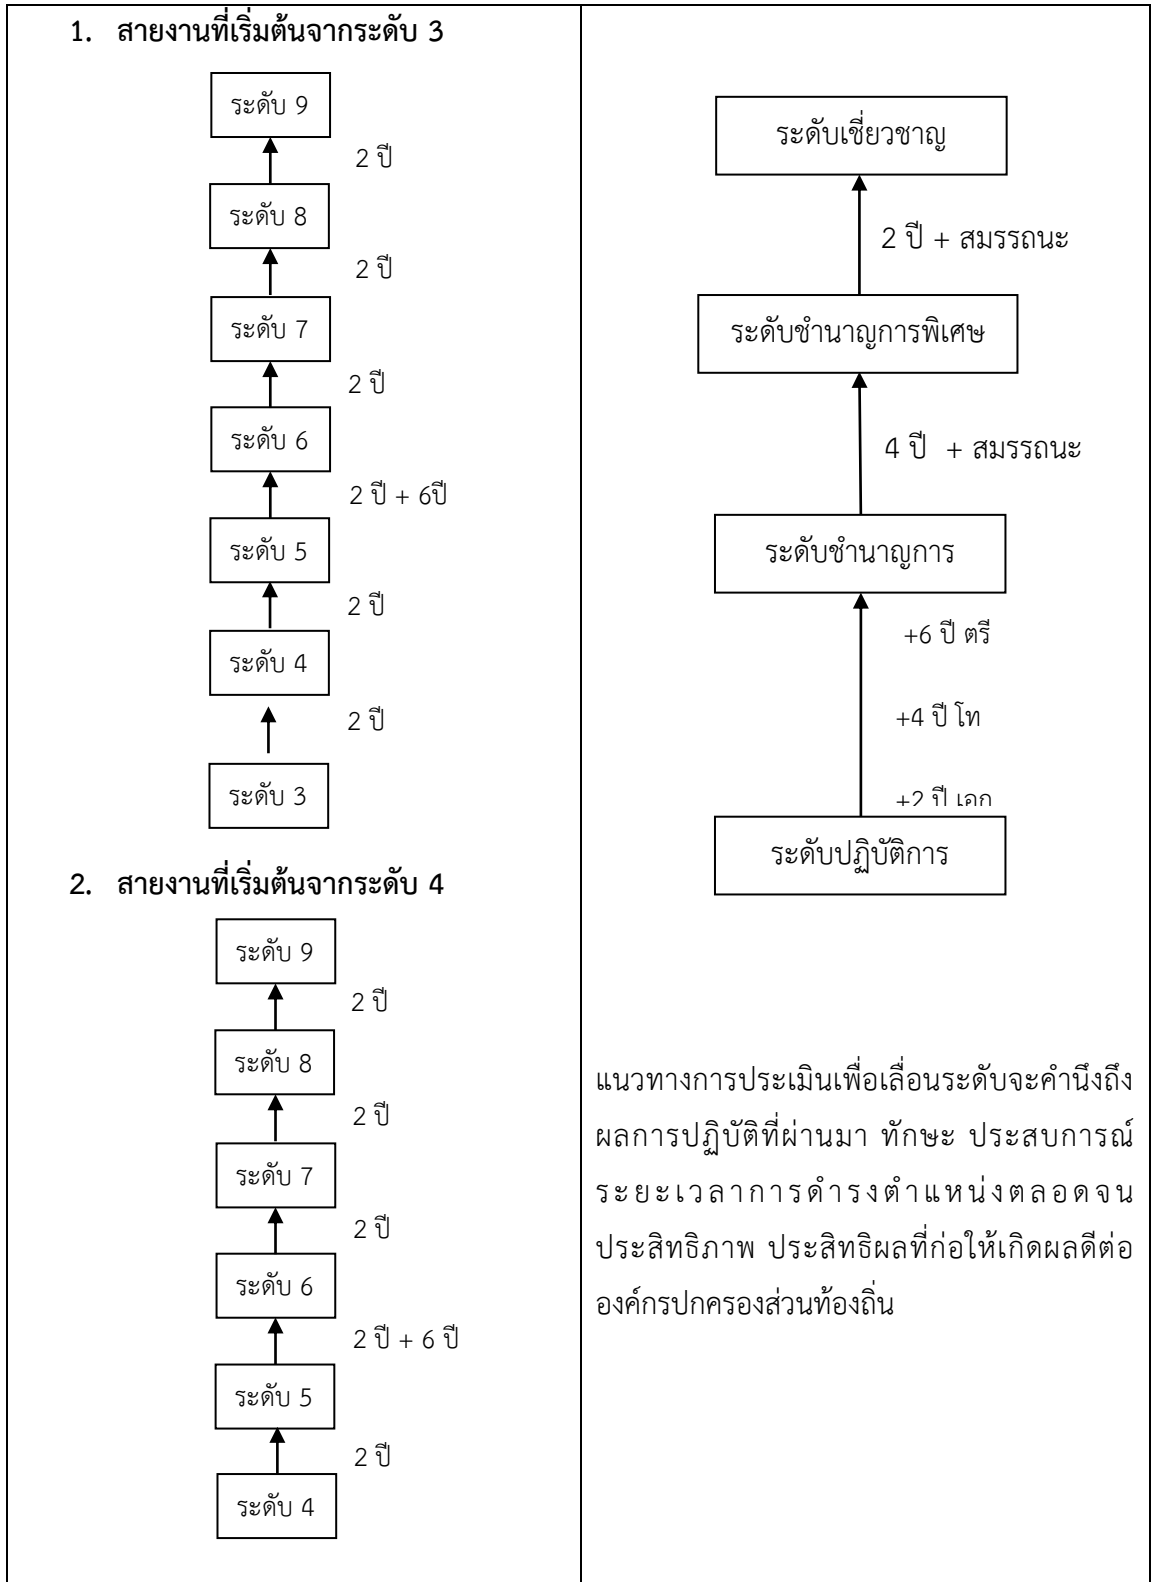 1. สายงานที่เริ่มต้นจากระดับ 3
ระดับ 9
2 ปี
ระดับ 8
2 ปี
ระดับ 7
2 ปี
ระดับ 6
2 ปี + 6ปี
ระดับ 5
2 ปี
ระดับ 4
2 ปี
ระดับ 3
2. สายงานที่เริ่มต้นจากระดับ 4
ระดับ 9
2 ปี
ระดับ 8
2 ปี
ระดับ 7
2 ปี
ระดับ 6
2 ปี + 6 ปี
ระดับ 5
2 ปี
ระดับ 4
ระดับเชี่ยวชาญ
2 ปี + สมรรถนะ
ระดับชำนาญการพิเศษ
4 ปี + สมรรถนะ
ระดับชำนาญการ
+6 ปี ตรี
+4 ปี โท
+2 ปี เอก
ระดับปฏิบัติการ
แนวทางการประเมินเพื่อเลื่อนระดับจะคำนึงถึง
ผลการปฏิบัติที่ผ่านมา ทักษะ ประสบการณ์
ระยะเวลาการดำรงตำแหน่งตลอดจน
ประสิทธิภาพ ประสิทธิผลที่ก่อให้เกิดผลดีต่อ
องค์กรปกครองส่วนท้องถิ่น